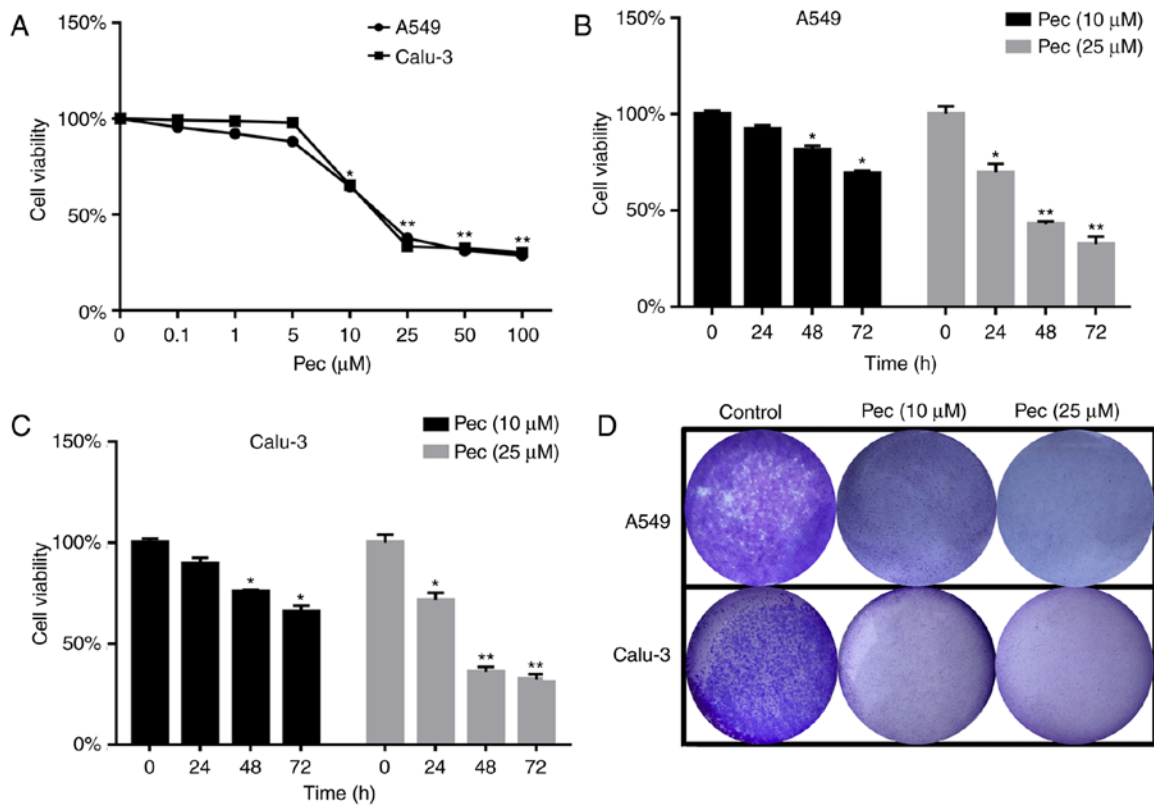 A
150%
100%
50%
0%
Cell viability
A549
Calu-3
*
**
**
**
0 0.1 1 5 10 25 50 100
Pec (µM)
B
A549
Pec (10 µM)
Pec (25 µM)
150%
100%
50%
0%
Cell viability
*
*
*
**
**
0 24 48 72 0 24 48 72
Time (h)
C
Calu-3
Pec (10 µM)
Pec (25 µM)
150%
100%
50%
0%
Cell viability
*
*
*
**
**
0 24 48 72 0 24 48 72
Time (h)
D
Control Pec (10 µM) Pec (25 µM)
A549
Calu-3